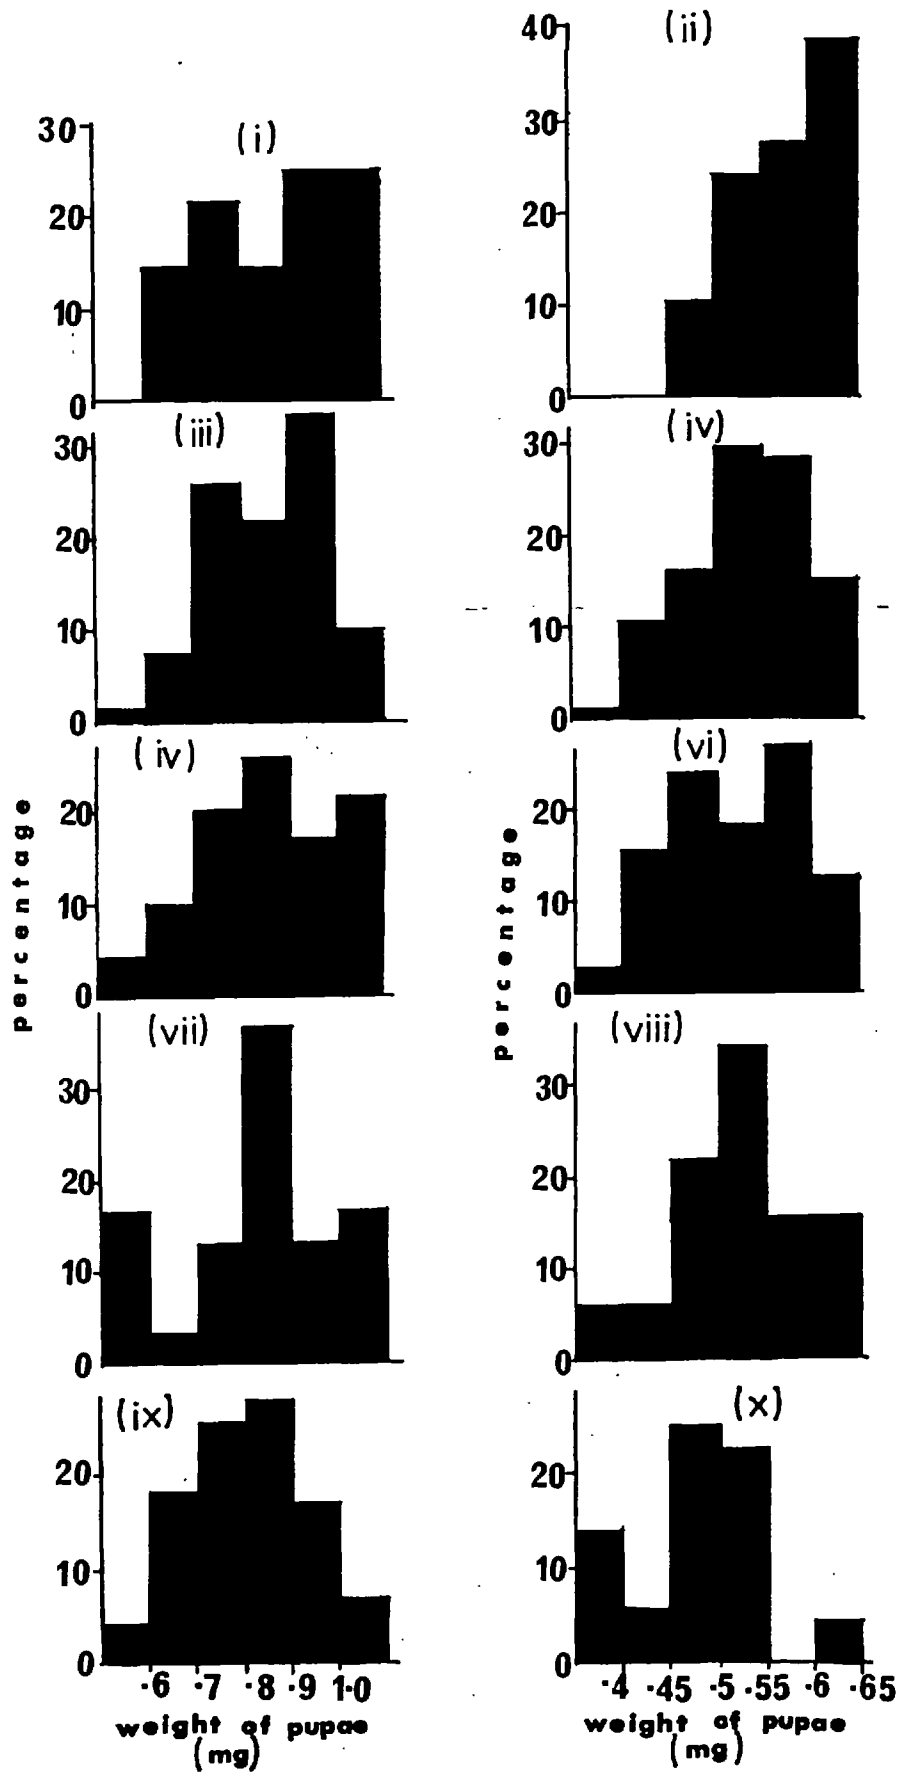 (i)
30
20
10
0
(ii)
40
30
20
10
0
(iii)
30
20
10
0
(iv)
30
20
10
0
(iv)
20
10
0
(vi)
20
10
0
percentage
percentage
(vii)
30
20
10
0
(viii)
30
20
10
0
(ix)
20
10
0
(x)
20
10
0
·6 ·7 ·8 ·9 1·0
weight of pupae
(mg)
·4 ·45 ·5 ·55 ·6 ·65
weight of pupae
(mg)